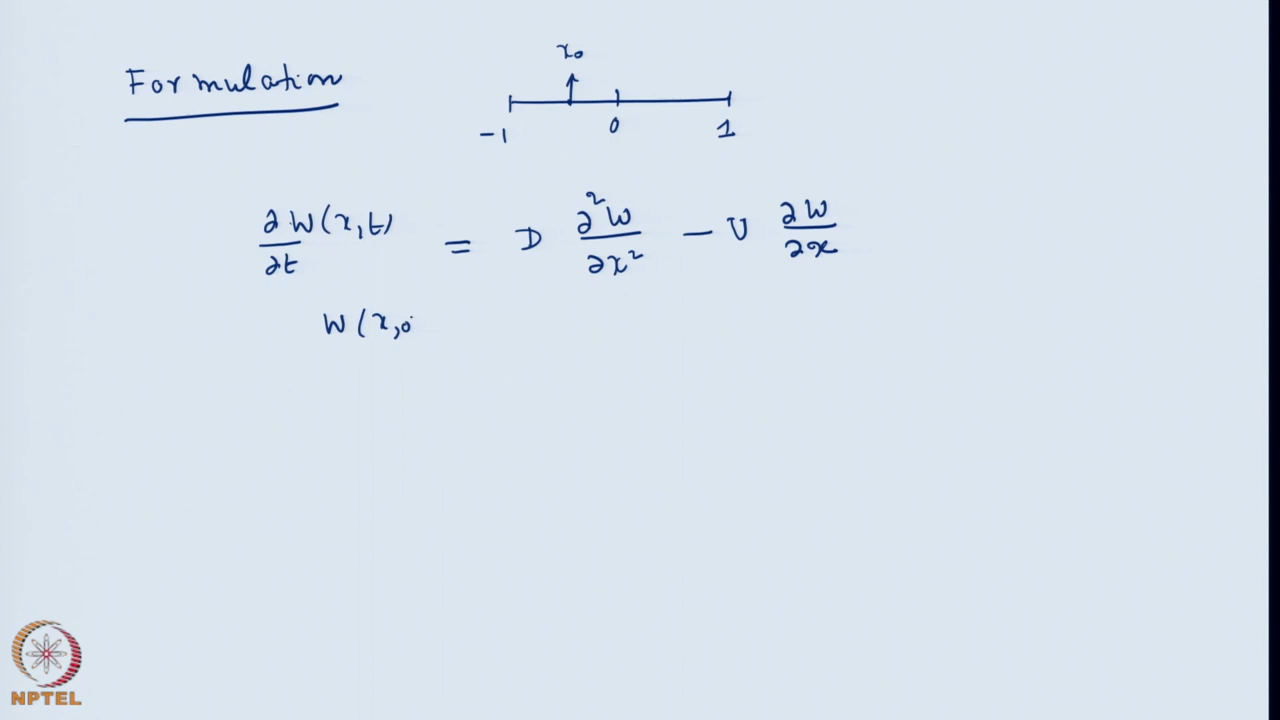 Formulation
x₀
-1 0 1
∂W(x,t)/∂t = D ∂²W/∂x² - U ∂W/∂x
W(x,0
NPTEL